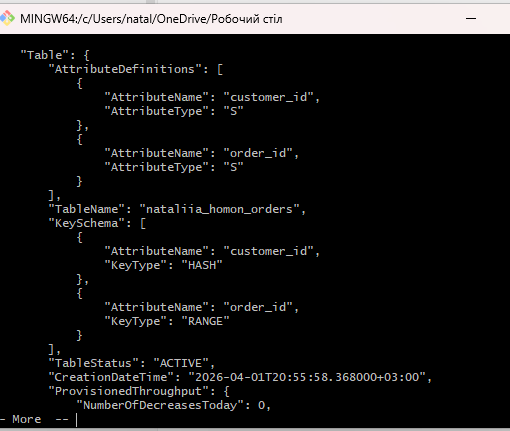 MINGW64:/c/Users/natal/OneDrive/Робочий стіл
"Table": {
"AttributeDefinitions": [
{
"AttributeName": "customer_id",
"AttributeType": "S"
},
{
"AttributeName": "order_id",
"AttributeType": "S"
}
],
"TableName": "nataliia_homon_orders",
"KeySchema": [
{
"AttributeName": "customer_id",
"KeyType": "HASH"
},
{
"AttributeName": "order_id",
"KeyType": "RANGE"
}
],
"TableStatus": "ACTIVE",
"CreationDateTime": "2026-04-01T20:55:58.368000+03:00",
"ProvisionedThroughput": {
"NumberOfDecreasesToday": 0,
- More  --